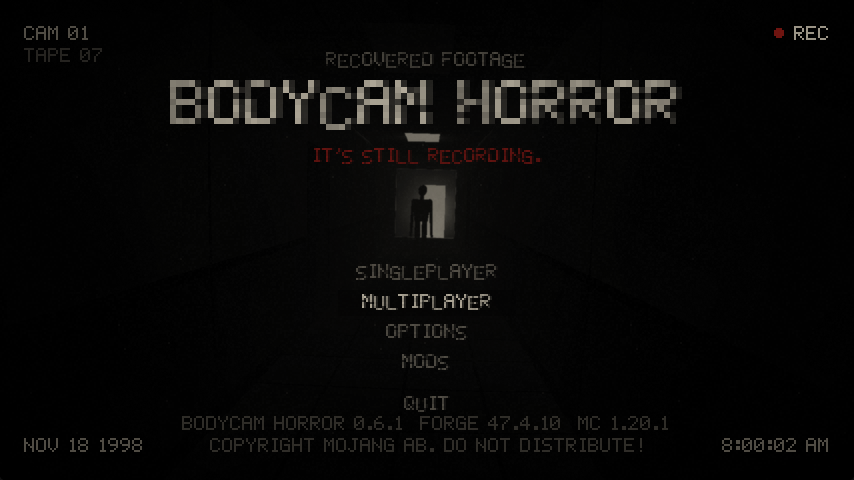 CAM 01
REC
TAPE 07
RECOVERED FOOTAGE
BODYCAM HORROR
IT'S STILL RECORDING.
SINGLEPLAYER
MULTIPLAYER
OPTIONS
MODS
QUIT
BODYCAM HORROR 0.6.1 FORGE 47.4.10 MC 1.20.1
NOV 18 1998
COPYRIGHT MOJANG AB. DO NOT DISTRIBUTE!
8:00:02 AM